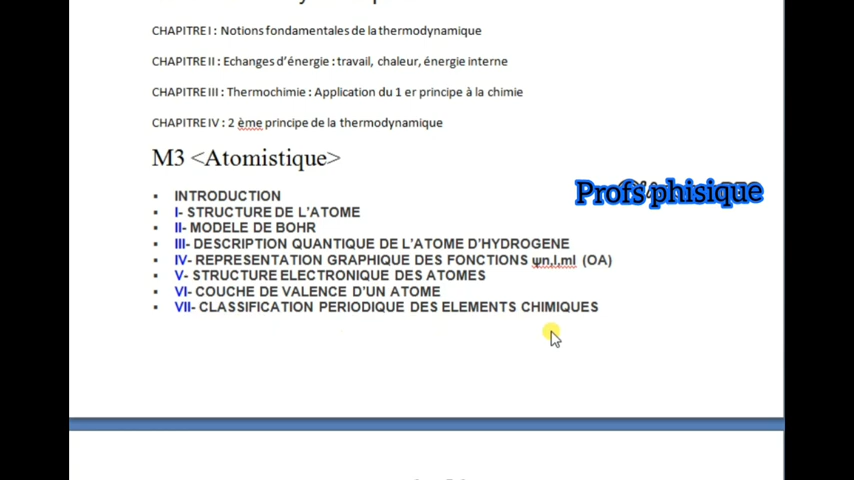 CHAPITRE I : Notions fondamentales de la thermodynamique
CHAPITRE II : Echanges d'énergie : travail, chaleur, énergie interne
CHAPITRE III : Thermochimie : Application du 1 er principe à la chimie
CHAPITRE IV : 2 ème principe de la thermodynamique
M3 <Atomistique>
Profs phisique
▪ INTRODUCTION
▪ I- STRUCTURE DE L'ATOME
▪ II- MODELE DE BOHR
▪ III- DESCRIPTION QUANTIQUE DE L'ATOME D'HYDROGENE
▪ IV- REPRESENTATION GRAPHIQUE DES FONCTIONS ψn,l,ml (OA)
▪ V- STRUCTURE ELECTRONIQUE DES ATOMES
▪ VI- COUCHE DE VALENCE D'UN ATOME
▪ VII- CLASSIFICATION PERIODIQUE DES ELEMENTS CHIMIQUES